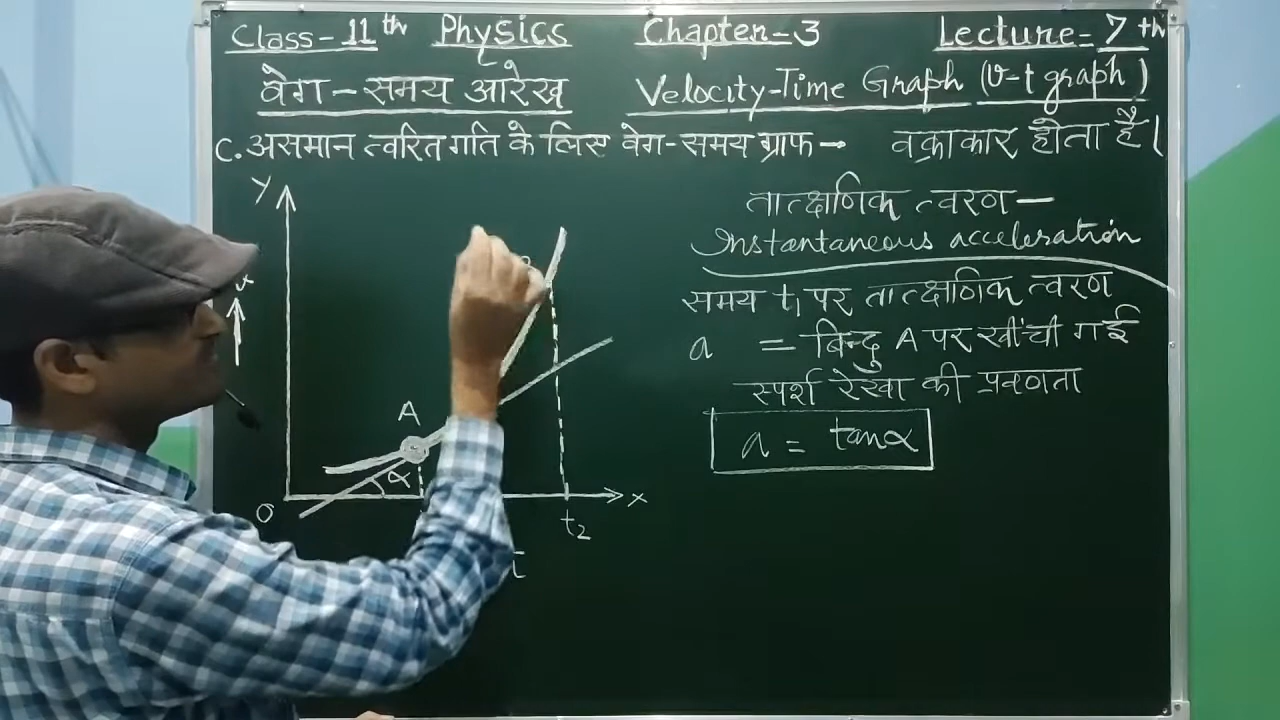 Class-11th Physics Chapter-3 Lecture-7th
वेग-समय आरेख Velocity-Time Graph (v-t graph)
C. असमान त्वरित गति के लिए वेग-समय ग्राफ→ वक्राकार होता है।
Y
तात्क्षणिक त्वरण-
Instantaneous acceleration
समय t₁ पर तात्क्षणिक त्वरण
a = बिन्दु A पर खींची गई
स्पर्श रेखा की प्रवणता
A
a = tanα
α
O
x
t₂
t